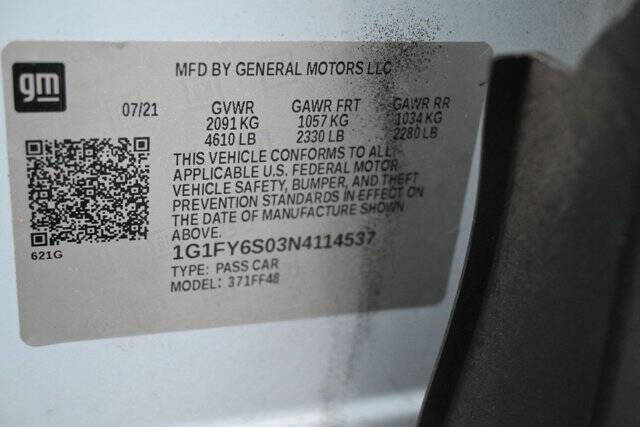 gm
MFD BY GENERAL MOTORS LLC
07/21 GVWR GAWR FRT GAWR RR
2091 KG 1057 KG 1034 KG
4610 LB 2330 LB 2280 LB
THIS VEHICLE CONFORMS TO ALL
APPLICABLE U.S. FEDERAL MOTOR
VEHICLE SAFETY, BUMPER, AND THEFT
PREVENTION STANDARDS IN EFFECT ON
THE DATE OF MANUFACTURE SHOWN
ABOVE.
621G
1G1FY6S03N4114537
TYPE: PASS CAR
MODEL: 371FF48